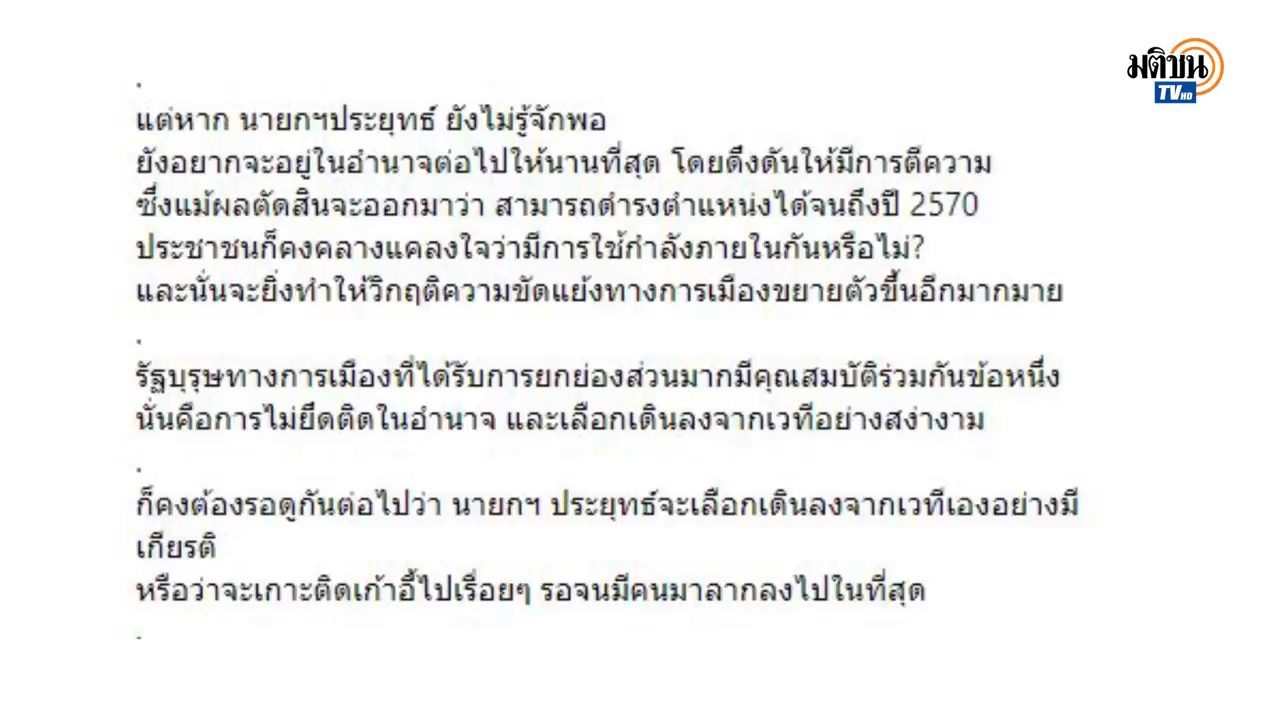 มติชน
TV HD
.
แต่หาก นายกฯประยุทธ์ ยังไม่รู้จักพอ
ยังอยากจะอยู่ในอำนาจต่อไปให้นานที่สุด โดยดึงดันให้มีการตีความ
ซึ่งแม้ผลตัดสินจะออกมาว่า สามารถดำรงตำแหน่งได้จนถึงปี 2570
ประชาชนก็คงคลางแคลงใจว่ามีการใช้กำลังภายในกันหรือไม่?
และนั่นจะยิ่งทำให้วิกฤติความขัดแย้งทางการเมืองขยายตัวขึ้นอีกมากมาย
.
รัฐบุรุษทางการเมืองที่ได้รับการยกย่องส่วนมากมีคุณสมบัติร่วมกันข้อหนึ่ง
นั่นคือการไม่ยึดติดในอำนาจ และเลือกเดินลงจากเวทีอย่างสง่างาม
.
ก็คงต้องรอดูกันต่อไปว่า นายกฯ ประยุทธ์จะเลือกเดินลงจากเวทีเองอย่างมี
เกียรติ
หรือว่าจะเกาะติดเก้าอี้ไปเรื่อยๆ รอจนมีคนมาลากลงไปในที่สุด
.